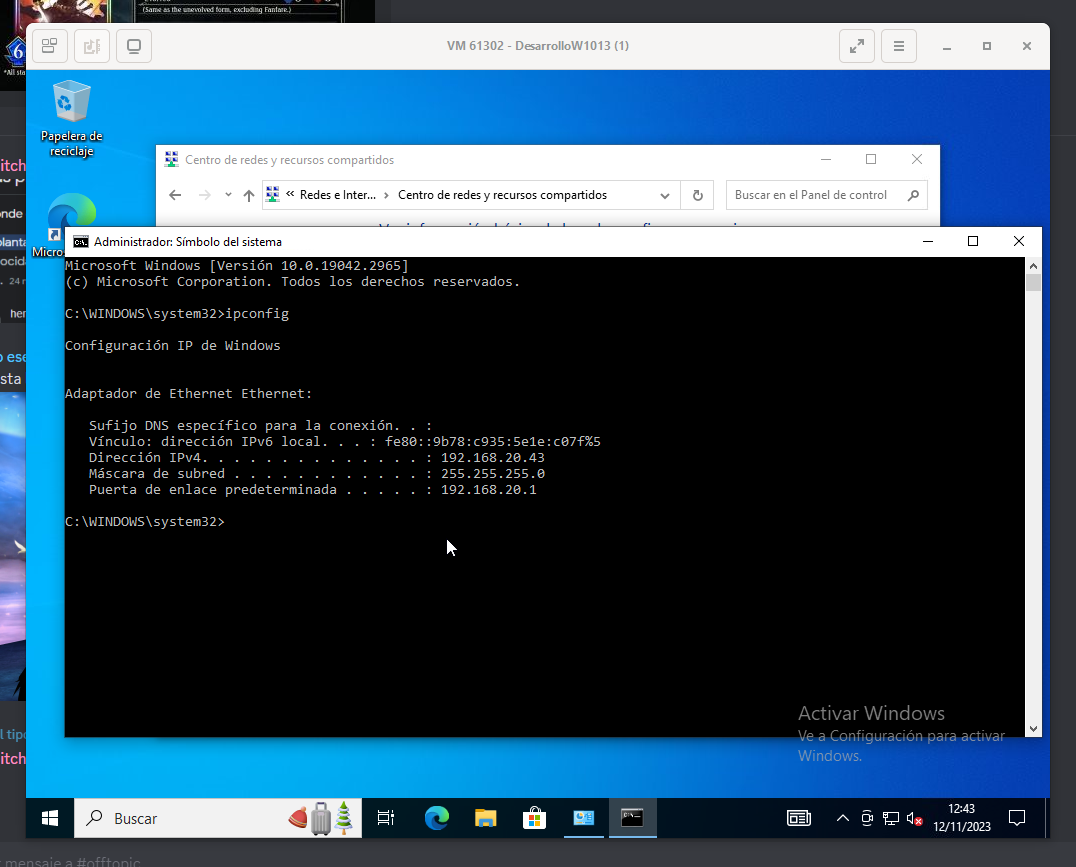 (Same as the unevolved form, excluding Fanfare.)
6
VM 61302 - DesarrolloW1013 (1)
Papelera de
reciclaje
Centro de redes y recursos compartidos
« Redes e Inter... › Centro de redes y recursos compartidos
Buscar en el Panel de control
Administrador: Símbolo del sistema
Microsoft Windows [Versión 10.0.19042.2965]
(c) Microsoft Corporation. Todos los derechos reservados.
C:\WINDOWS\system32>ipconfig
Configuración IP de Windows
Adaptador de Ethernet Ethernet:
Sufijo DNS específico para la conexión. . :
Vínculo: dirección IPv6 local. . . : fe80::9b78:c935:5e1e:c07f%5
Dirección IPv4. . . . . . . . . . . . . . : 192.168.20.43
Máscara de subred . . . . . . . . . . . . : 255.255.255.0
Puerta de enlace predeterminada . . . . . : 192.168.20.1
C:\WINDOWS\system32>
Activar Windows
Ve a Configuración para activar
Windows.
Buscar
12:43
12/11/2023
mensaje a #offtopic